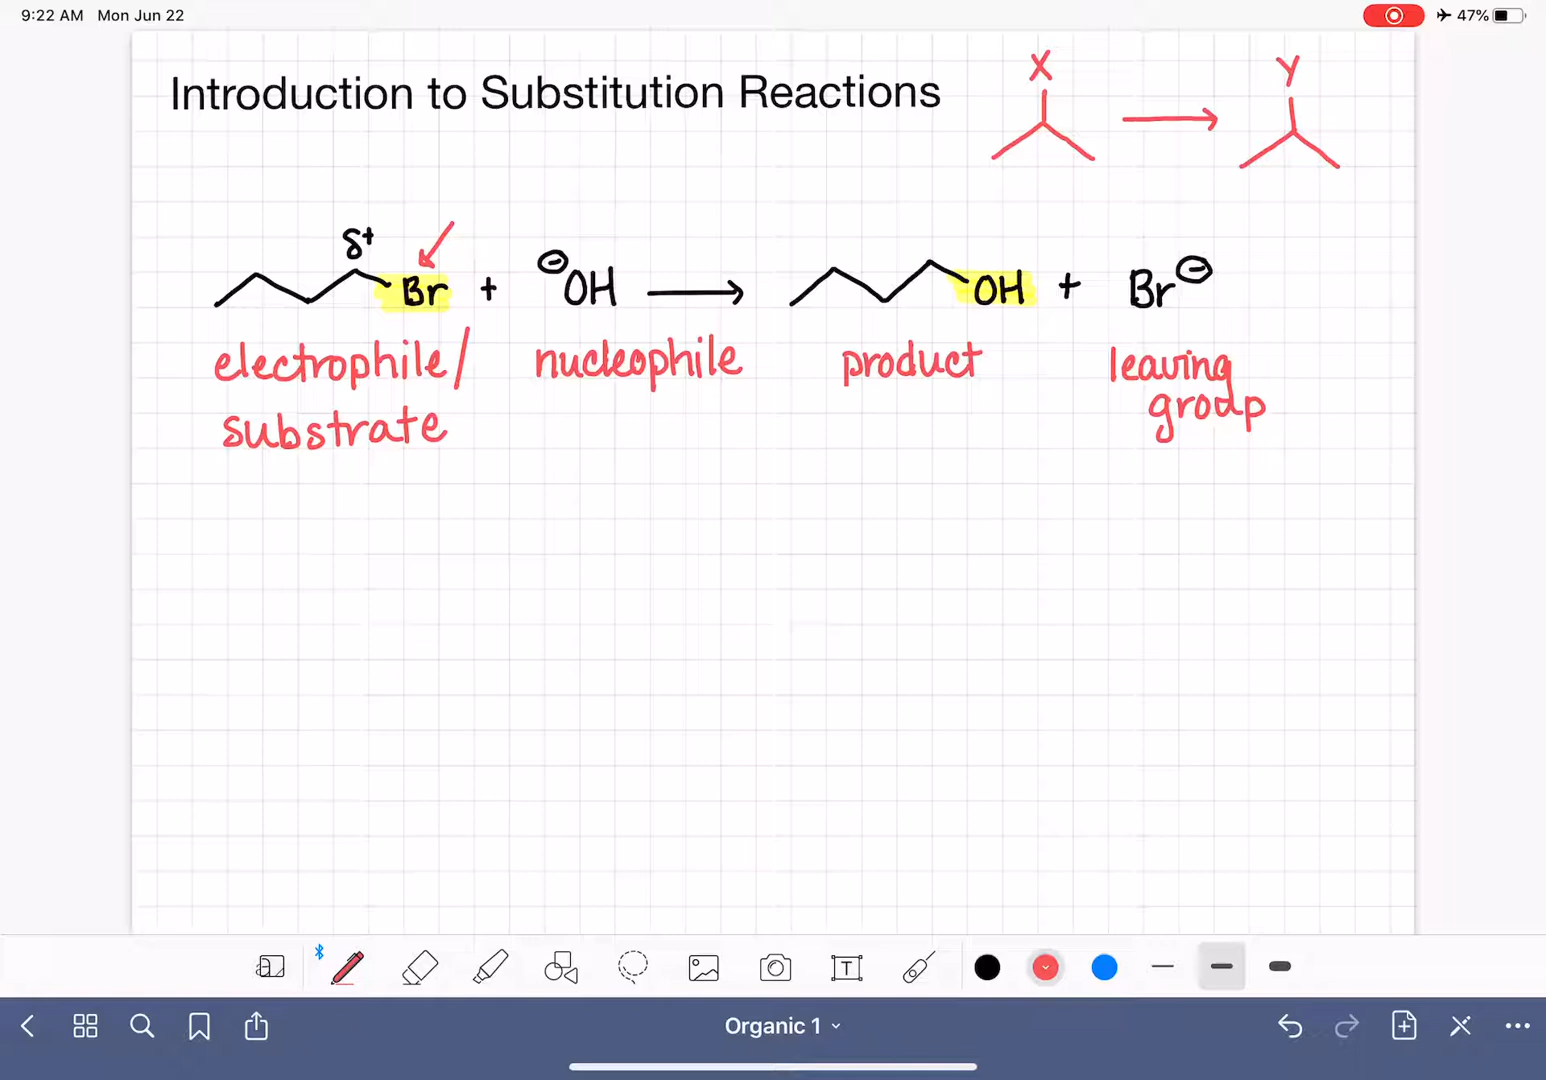 9:22 AM Mon Jun 22
47%
Introduction to Substitution Reactions
X
Y
δ+
Br + ⊖OH ⟶ OH + Br⊖
electrophile/ nucleophile product leaving
substrate group
T
Organic 1